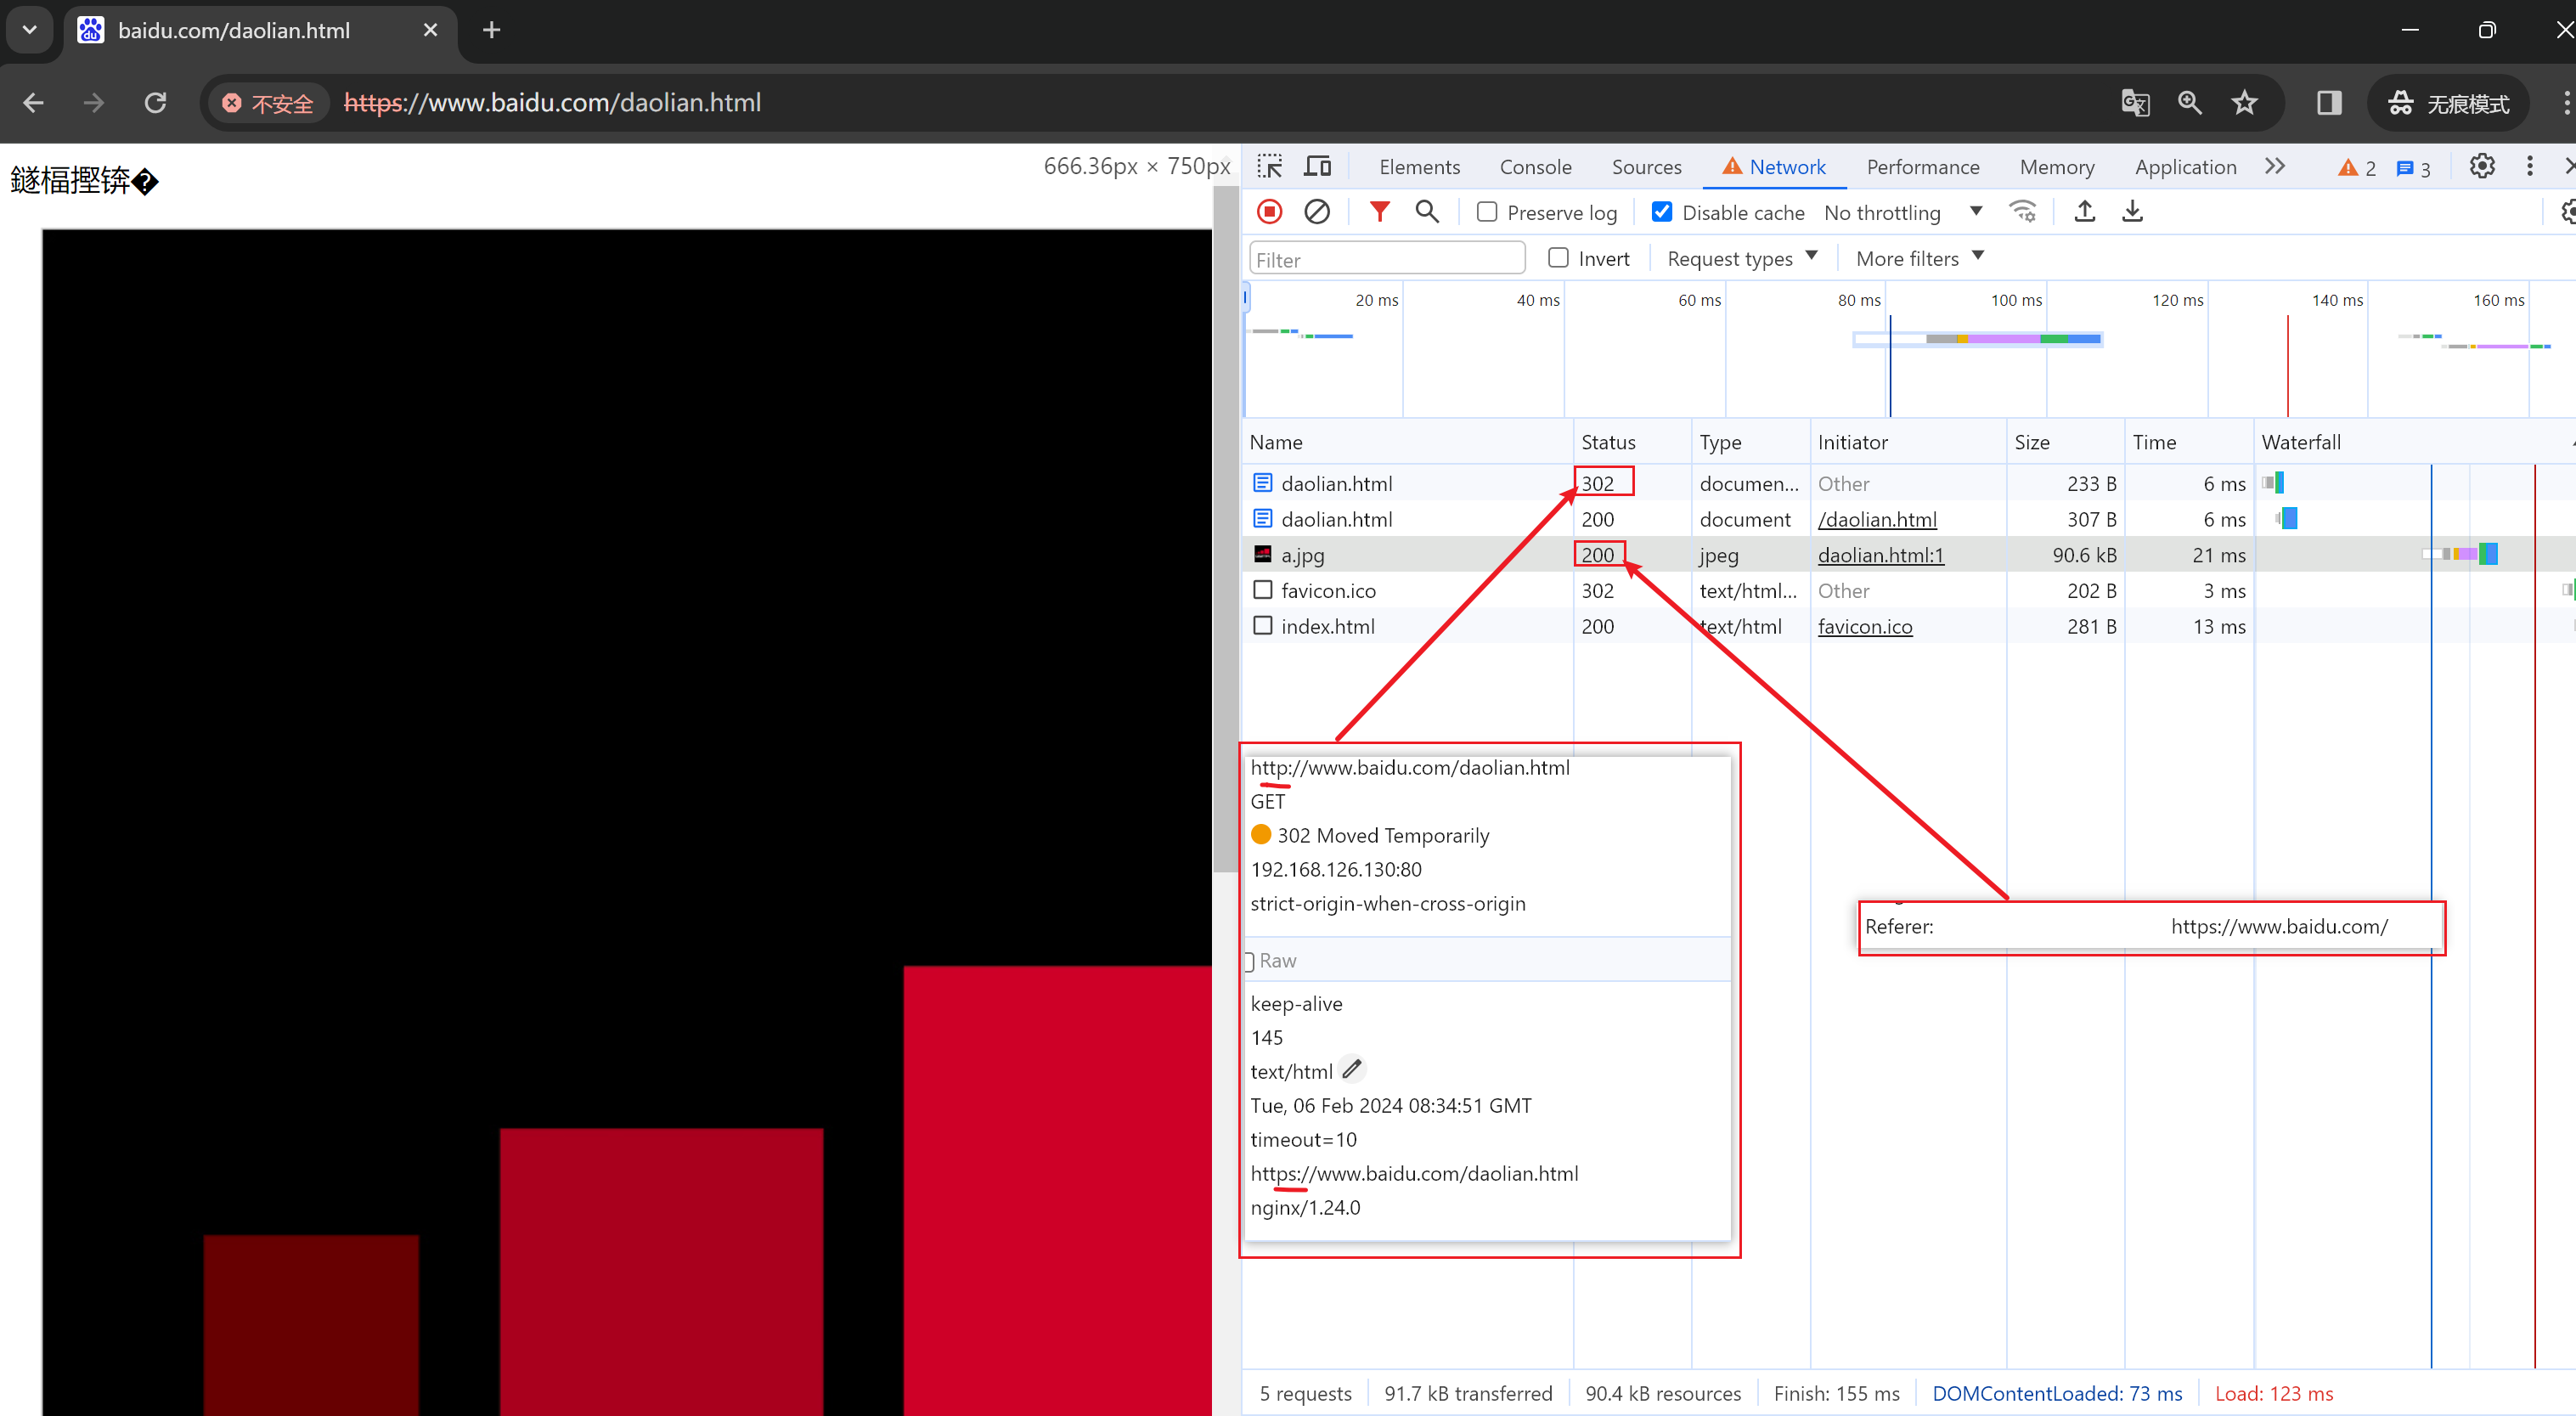 baidu.com/daolian.html
不安全 https://www.baidu.com/daolian.html 无痕模式
鐩楅摼锛�
666.36px × 750px
Elements Console Sources Network Performance Memory Application 2 3
Preserve log Disable cache No throttling
Filter Invert Request types More filters
20 ms 40 ms 60 ms 80 ms 100 ms 120 ms 140 ms 160 ms
Name Status Type Initiator Size Time Waterfall
daolian.html 302 documen... Other 233 B 6 ms
daolian.html 200 document /daolian.html 307 B 6 ms
a.jpg 200 jpeg daolian.html:1 90.6 kB 21 ms
favicon.ico 302 text/html... Other 202 B 3 ms
index.html 200 text/html favicon.ico 281 B 13 ms
http://www.baidu.com/daolian.html
GET
302 Moved Temporarily
192.168.126.130:80
strict-origin-when-cross-origin
Raw
keep-alive
145
text/html
Tue, 06 Feb 2024 08:34:51 GMT
timeout=10
https://www.baidu.com/daolian.html
nginx/1.24.0
Referer: https://www.baidu.com/
5 requests 91.7 kB transferred 90.4 kB resources Finish: 155 ms DOMContentLoaded: 73 ms Load: 123 ms